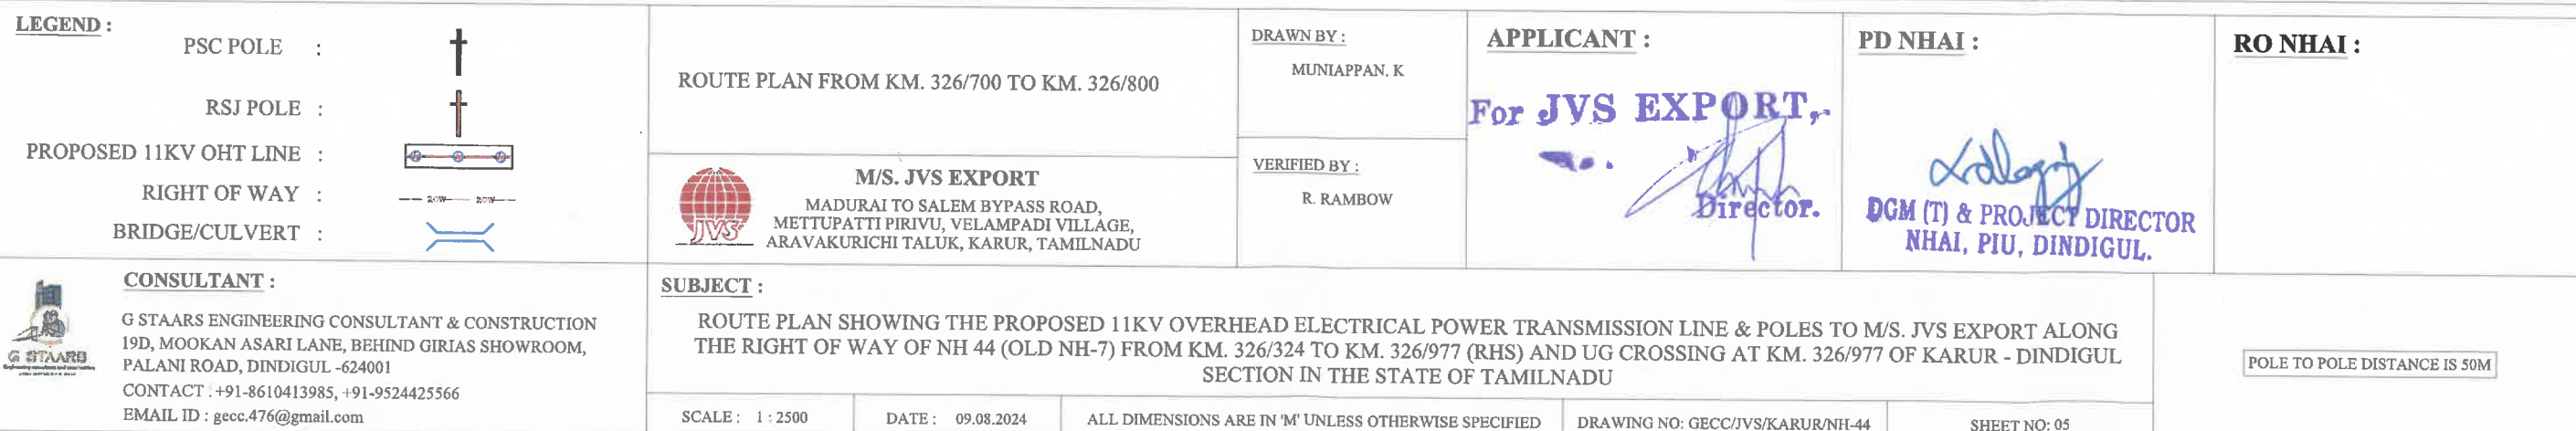 LEGEND :
PSC POLE :
RSJ POLE :
PROPOSED 11KV OHT LINE :
RIGHT OF WAY :
ROW ROW
BRIDGE/CULVERT :
ROUTE PLAN FROM KM. 326/700 TO KM. 326/800
JVS
M/S. JVS EXPORT
MADURAI TO SALEM BYPASS ROAD,
METTUPATTI PIRIVU, VELAMPADI VILLAGE,
ARAVAKURICHI TALUK, KARUR, TAMILNADU
DRAWN BY :
MUNIAPPAN. K
VERIFIED BY :
R. RAMBOW
APPLICANT :
For JVS EXPORT,
Director.
PD NHAI :
DGM (T) & PROJECT DIRECTOR
NHAI, PIU, DINDIGUL.
RO NHAI :
G STAARS
CONSULTANT :
G STAARS ENGINEERING CONSULTANT & CONSTRUCTION
19D, MOOKAN ASARI LANE, BEHIND GIRIAS SHOWROOM,
PALANI ROAD, DINDIGUL -624001
CONTACT : +91-8610413985, +91-9524425566
EMAIL ID : gecc.476@gmail.com
SUBJECT :
ROUTE PLAN SHOWING THE PROPOSED 11KV OVERHEAD ELECTRICAL POWER TRANSMISSION LINE & POLES TO M/S. JVS EXPORT ALONG
THE RIGHT OF WAY OF NH 44 (OLD NH-7) FROM KM. 326/324 TO KM. 326/977 (RHS) AND UG CROSSING AT KM. 326/977 OF KARUR - DINDIGUL
SECTION IN THE STATE OF TAMILNADU
SCALE : 1 : 2500
DATE : 09.08.2024
ALL DIMENSIONS ARE IN 'M' UNLESS OTHERWISE SPECIFIED
DRAWING NO: GECC/JVS/KARUR/NH-44
SHEET NO: 05
POLE TO POLE DISTANCE IS 50M